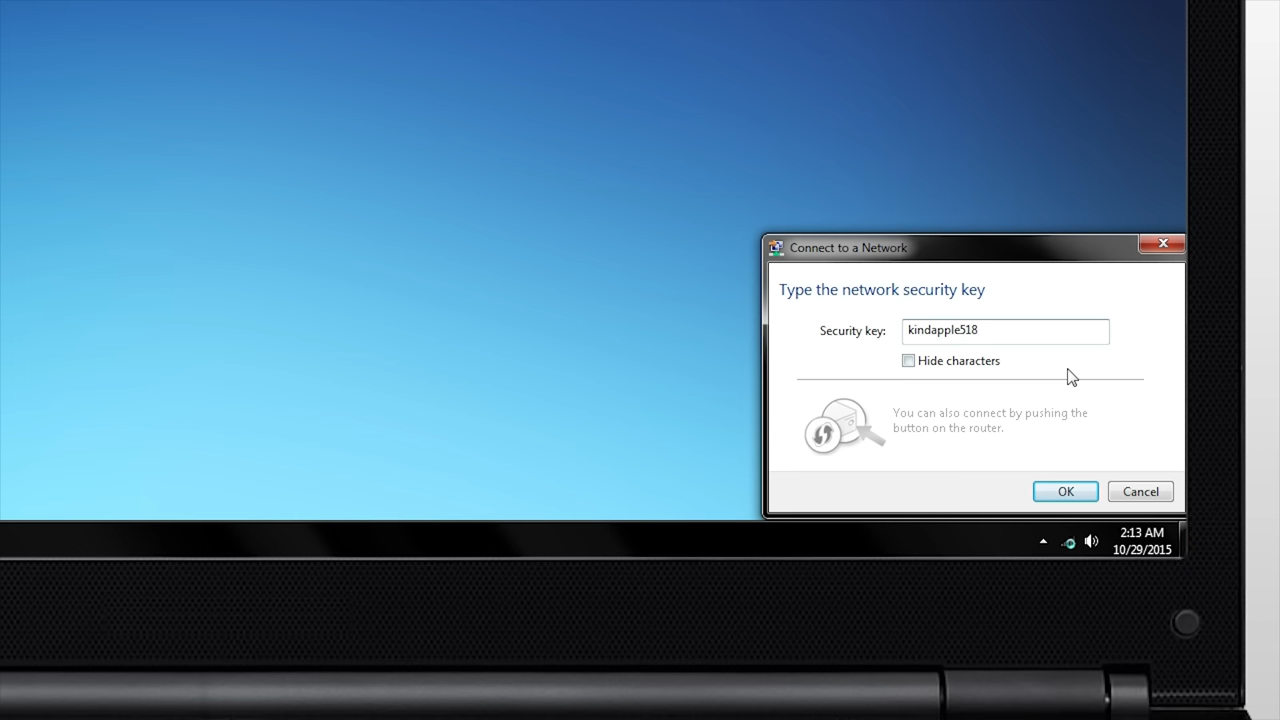 Connect to a Network
Type the network security key
Security key: kindapple518
Hide characters
You can also connect by pushing the
button on the router.
OK Cancel
2:13 AM
10/29/2015